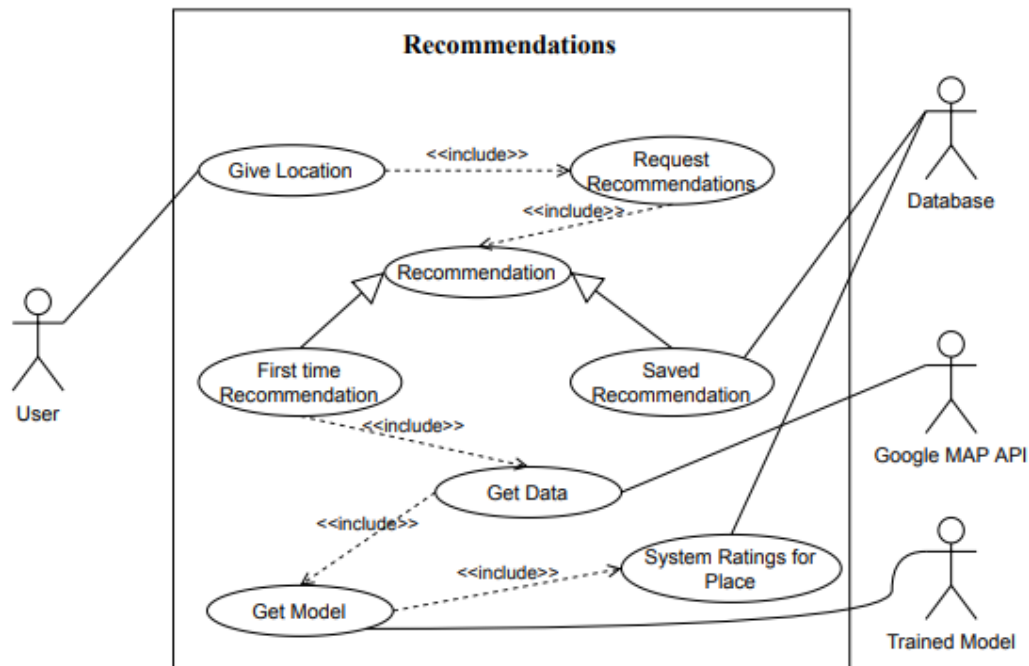 Recommendations
Give Location
<<include>>
Request
Recommendations
Database
<<include>>
Recommendation
User
First time
Recommendation
Saved
Recommendation
<<include>>
Google MAP API
Get Data
<<include>>
System Ratings for
Place
<<include>>
Get Model
Trained Model